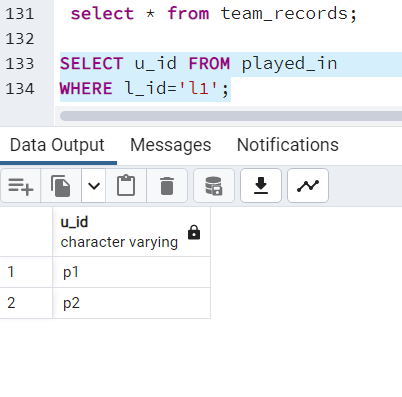 131 select * from team_records;
132
133 SELECT u_id FROM played_in
134 WHERE l_id='l1';
Data Output Messages Notifications
u_id
character varying
1 p1
2 p2